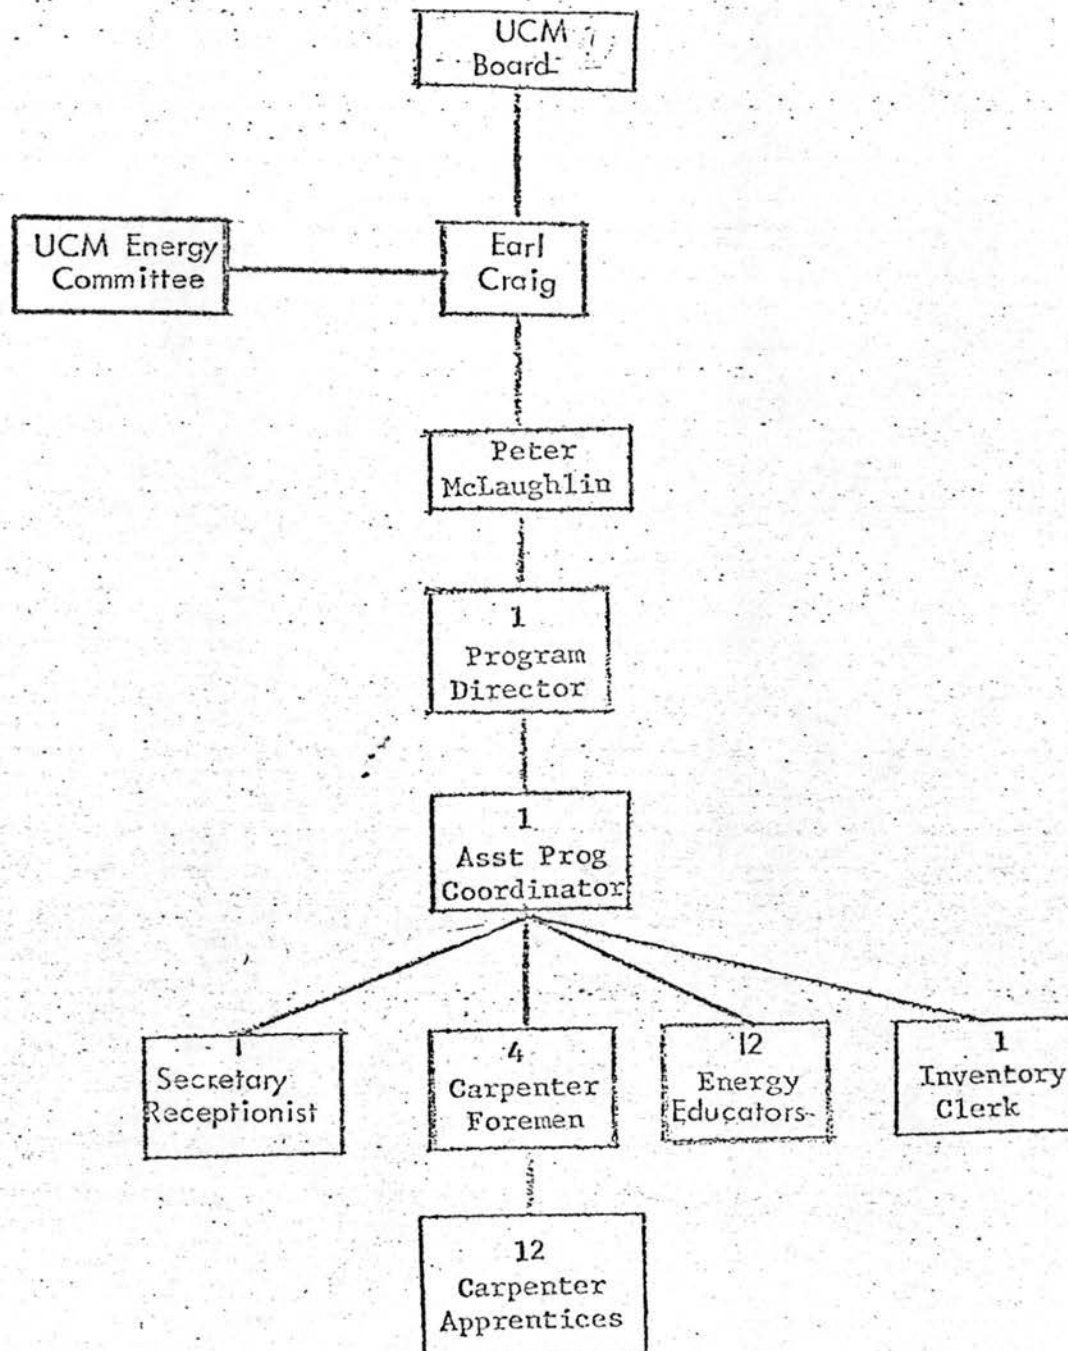 UCM
Board
UCM Energy
Committee
Earl
Craig
Peter
McLaughlin
1
Program
Director
1
Asst Prog
Coordinator
1
Secretary
Receptionist
4
Carpenter
Foremen
12
Energy
Educators
1
Inventory
Clerk
12
Carpenter
Apprentices